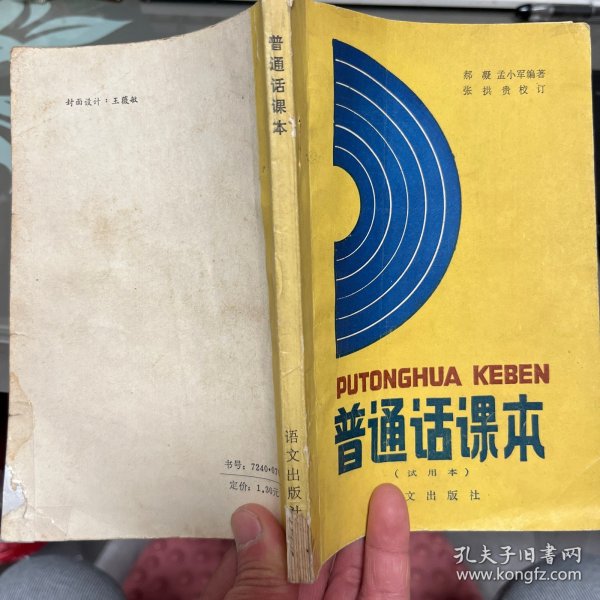 封面设计：王薇敏
书号：7240·0
定价：1.30元
普通话课本
语文出版社
郝凝 孟小军编著
张拱贵校订
PUTONGHUA KEBEN
普通话课本
（试用本）
文出版社
孔夫子旧书网
www.kongfz.com